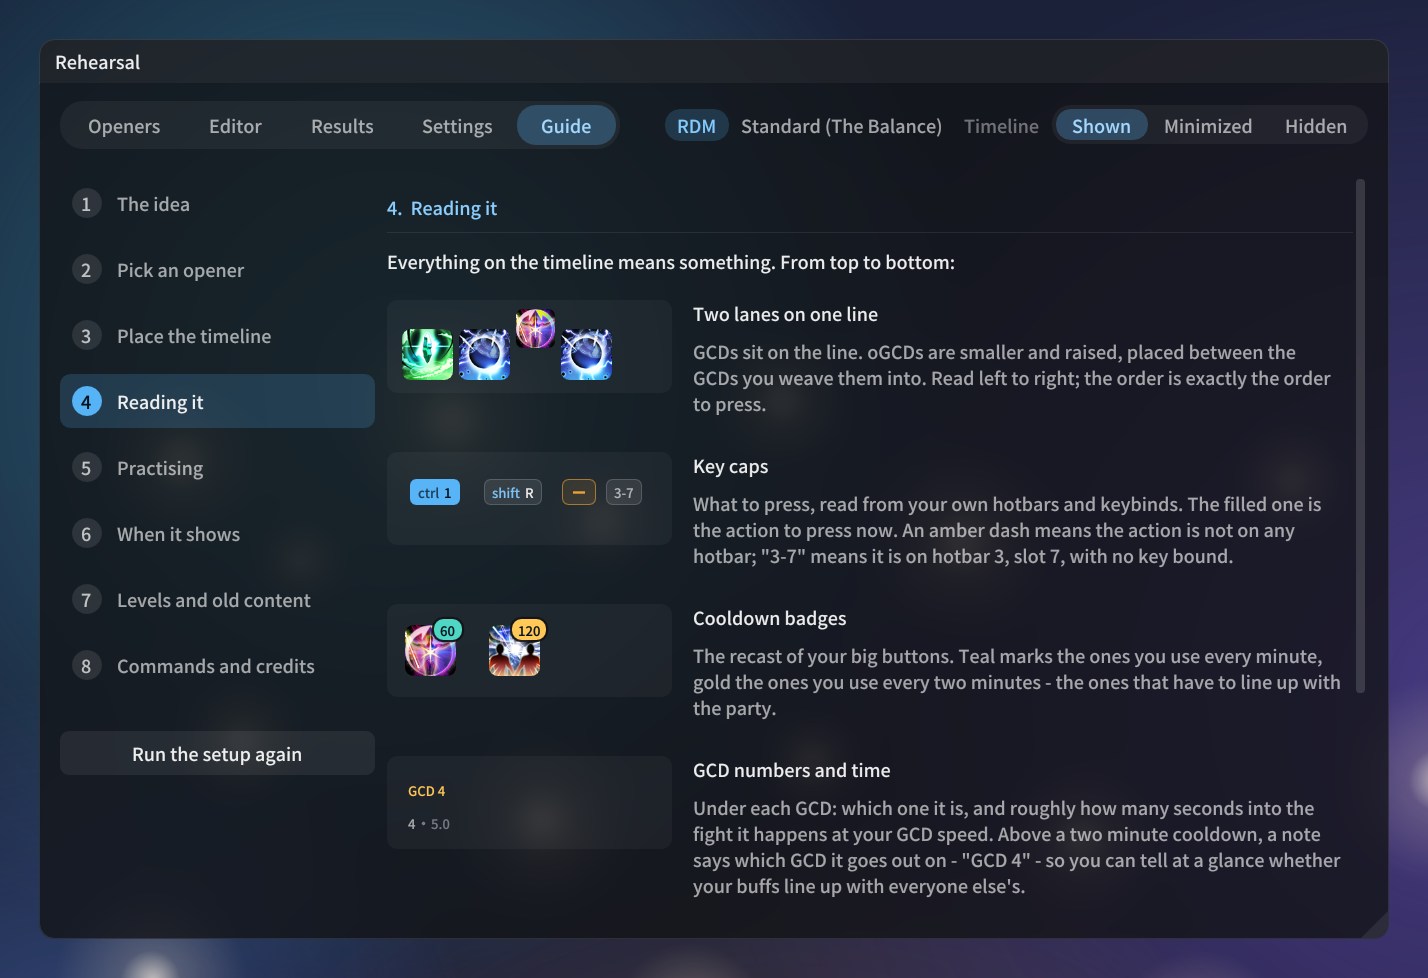 Rehearsal
Openers Editor Results Settings Guide RDM Standard (The Balance) Timeline Shown Minimized Hidden
1 The idea
2 Pick an opener
3 Place the timeline
4 Reading it
5 Practising
6 When it shows
7 Levels and old content
8 Commands and credits
Run the setup again
4. Reading it
Everything on the timeline means something. From top to bottom:
Two lanes on one line
GCDs sit on the line. oGCDs are smaller and raised, placed between the
GCDs you weave them into. Read left to right; the order is exactly the order
to press.
ctrl 1 shift R – 3-7
Key caps
What to press, read from your own hotbars and keybinds. The filled one is
the action to press now. An amber dash means the action is not on any
hotbar; "3-7" means it is on hotbar 3, slot 7, with no key bound.
60 120
Cooldown badges
The recast of your big buttons. Teal marks the ones you use every minute,
gold the ones you use every two minutes - the ones that have to line up with
the party.
GCD 4
4 • 5.0
GCD numbers and time
Under each GCD: which one it is, and roughly how many seconds into the
fight it happens at your GCD speed. Above a two minute cooldown, a note
says which GCD it goes out on - "GCD 4" - so you can tell at a glance whether
your buffs line up with everyone else's.